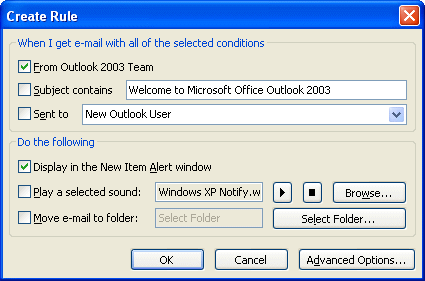 Create Rule
When I get e-mail with all of the selected conditions
From Outlook 2003 Team
Subject contains Welcome to Microsoft Office Outlook 2003
Sent to New Outlook User
Do the following
Display in the New Item Alert window
Play a selected sound: Windows XP Notify.w Browse...
Move e-mail to folder: Select Folder Select Folder...
OK Cancel Advanced Options...